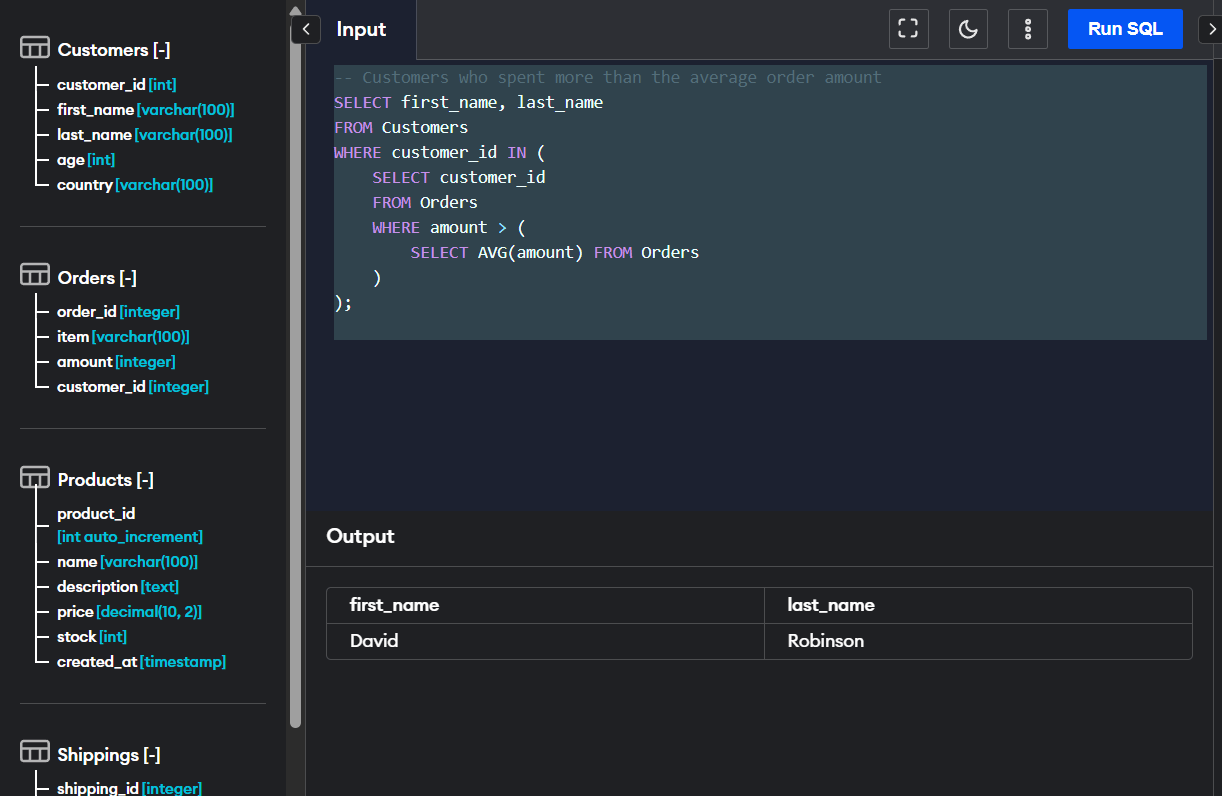 Customers [-]
customer_id [int]
first_name [varchar(100)]
last_name [varchar(100)]
age [int]
country [varchar(100)]
Orders [-]
order_id [integer]
item [varchar(100)]
amount [integer]
customer_id [integer]
Products [-]
product_id
[int auto_increment]
name [varchar(100)]
description [text]
price [decimal(10, 2)]
stock [int]
created_at [timestamp]
Shippings [-]
shipping_id [integer]
Input
Run SQL
-- Customers who spent more than the average order amount
SELECT first_name, last_name
FROM Customers
WHERE customer_id IN (
    SELECT customer_id
    FROM Orders
    WHERE amount > (
        SELECT AVG(amount) FROM Orders
    )
);
Output
first_name last_name
David Robinson